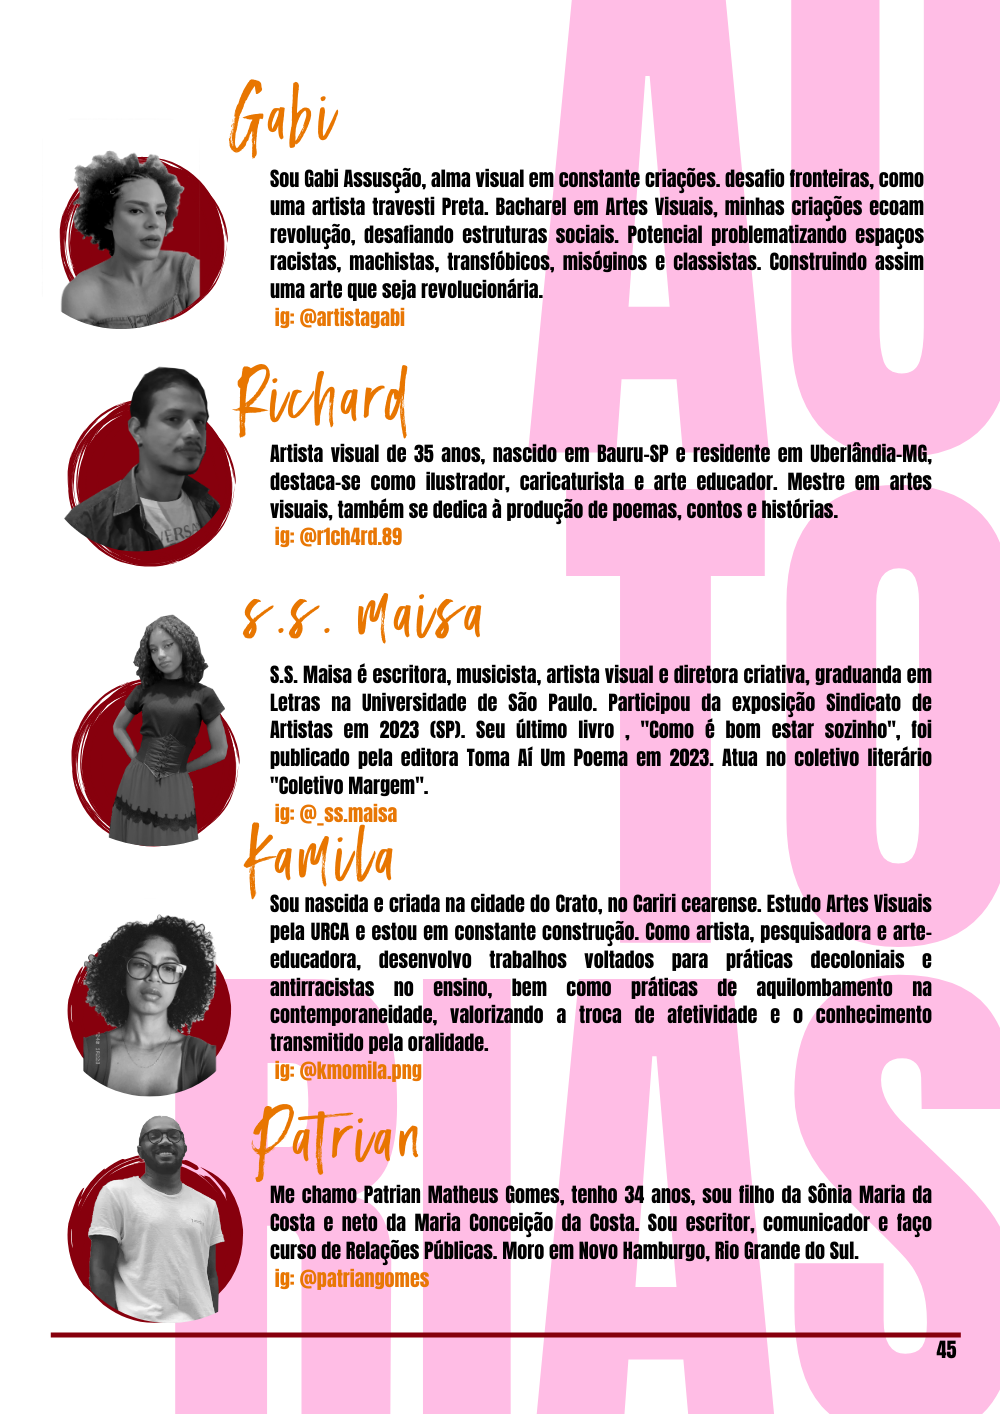 AU
TO
RIAS
Gabi
Sou Gabi Assusção, alma visual em constante criações. desafio fronteiras, como
uma artista travesti Preta. Bacharel em Artes Visuais, minhas criações ecoam
revolução, desafiando estruturas sociais. Potencial problematizando espaços
racistas, machistas, transfóbicos, misóginos e classistas. Construindo assim
uma arte que seja revolucionária.
ig: @artistagabi
Richard
Artista visual de 35 anos, nascido em Bauru-SP e residente em Uberlândia-MG,
destaca-se como ilustrador, caricaturista e arte educador. Mestre em artes
visuais, também se dedica à produção de poemas, contos e histórias.
ig: @r1ch4rd.89
s.s. maisa
S.S. Maisa é escritora, musicista, artista visual e diretora criativa, graduanda em
Letras na Universidade de São Paulo. Participou da exposição Sindicato de
Artistas em 2023 (SP). Seu último livro , "Como é bom estar sozinho", foi
publicado pela editora Toma Aí Um Poema em 2023. Atua no coletivo literário
"Coletivo Margem".
ig: @_ss.maisa
Kamila
Sou nascida e criada na cidade do Crato, no Cariri cearense. Estudo Artes Visuais
pela URCA e estou em constante construção. Como artista, pesquisadora e arte-
educadora, desenvolvo trabalhos voltados para práticas decoloniais e
antirracistas no ensino, bem como práticas de aquilombamento na
contemporaneidade, valorizando a troca de afetividade e o conhecimento
transmitido pela oralidade.
ig: @kmomila.png
Patrian
Me chamo Patrian Matheus Gomes, tenho 34 anos, sou filho da Sônia Maria da
Costa e neto da Maria Conceição da Costa. Sou escritor, comunicador e faço
curso de Relações Públicas. Moro em Novo Hamburgo, Rio Grande do Sul.
ig: @patriangomes
45